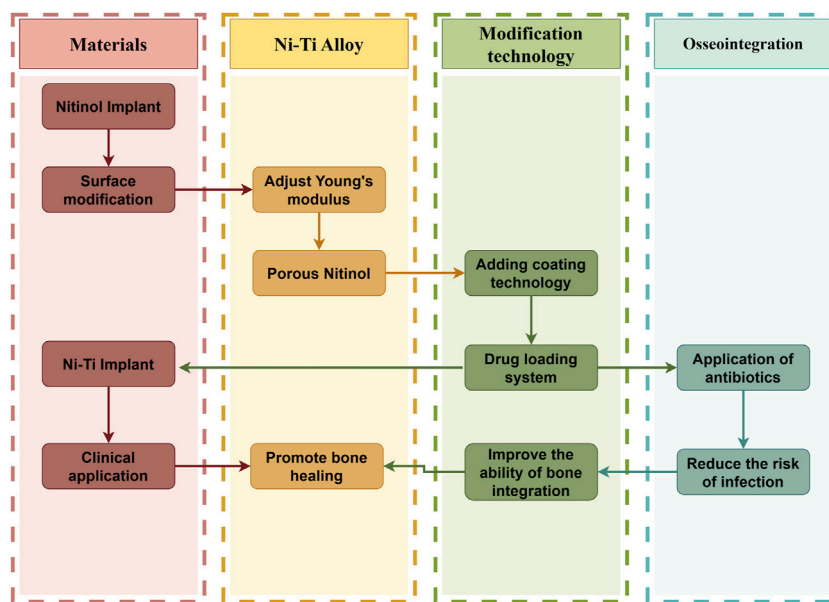 Materials
Ni-Ti Alloy
Modification
technology
Osseointegration
Nitinol Implant
Surface
modification
Adjust Young's
modulus
Porous Nitinol
Adding coating
technology
Ni-Ti Implant
Drug loading
system
Application of
antibiotics
Clinical
application
Promote bone
healing
Improve the
ability of bone
integration
Reduce the risk
of infection